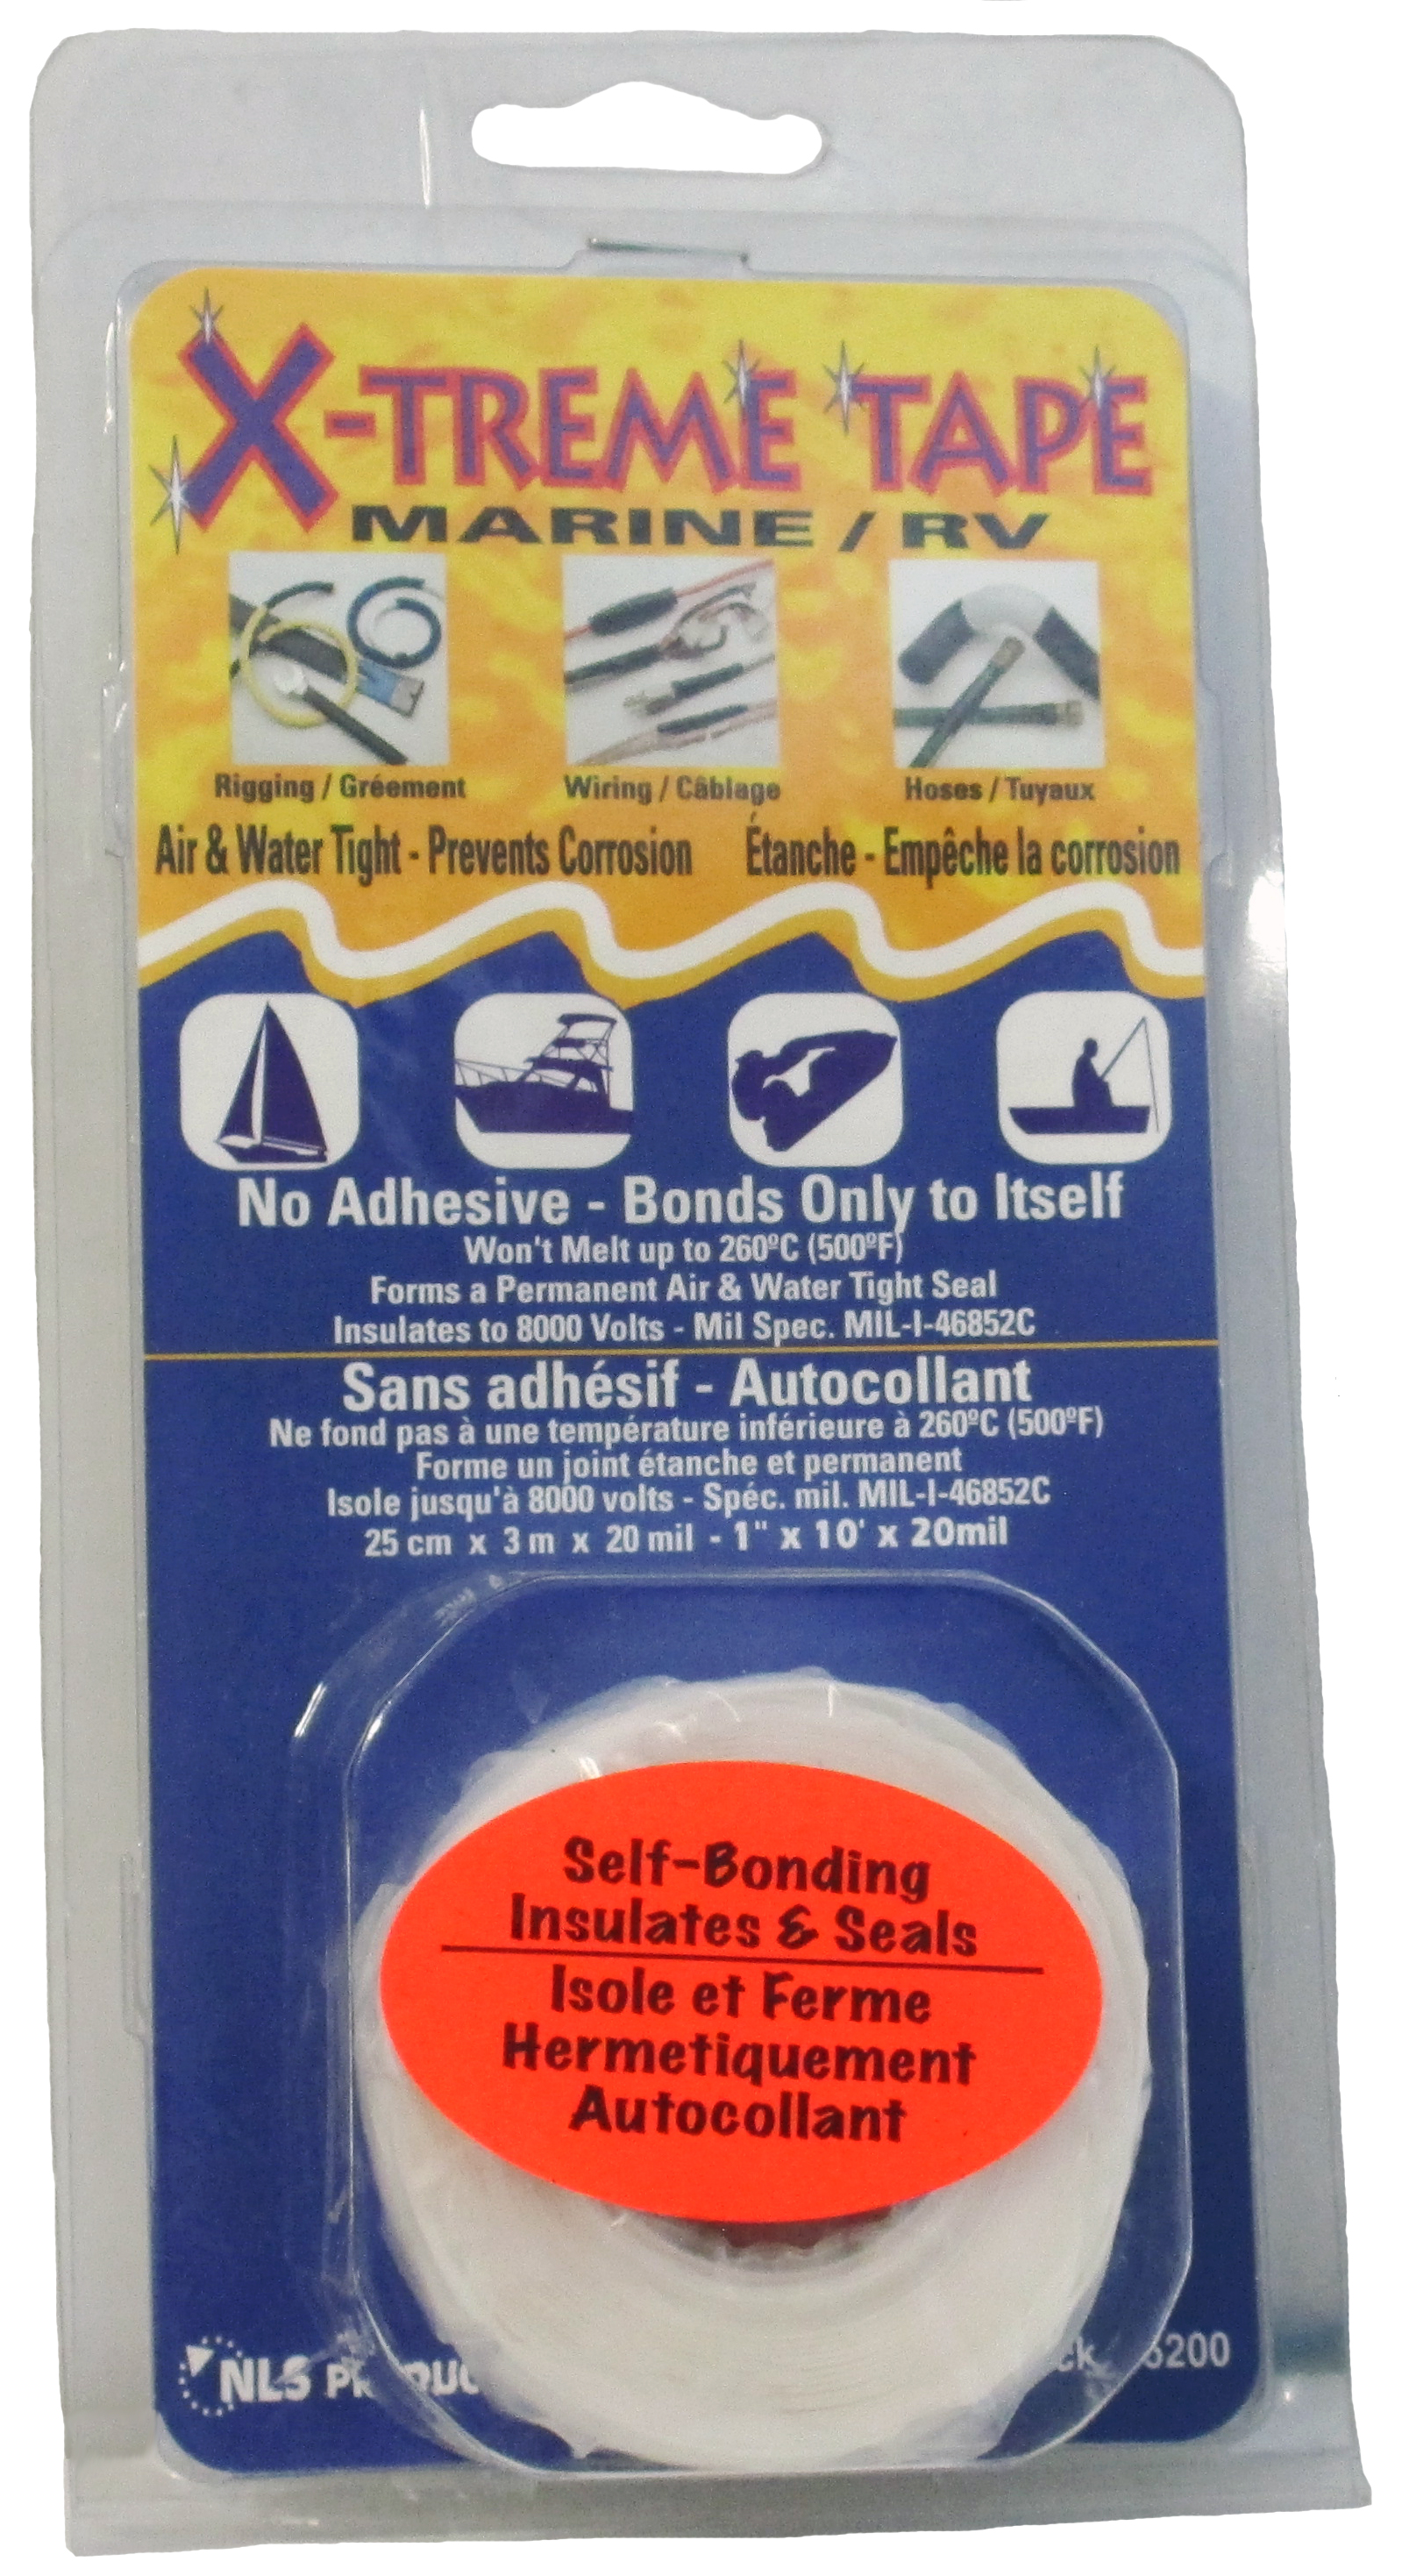 X-TREME TAPE
MARINE / RV
Rigging / Gréement
Wiring / Câblage
Hoses / Tuyaux
Air & Water Tight - Prevents Corrosion
Étanche - Empêche la corrosion
No Adhesive - Bonds Only to Itself
Won't Melt up to 260ºC (500ºF)
Forms a Permanent Air & Water Tight Seal
Insulates to 8000 Volts - Mil Spec. MIL-I-46852C
Sans adhésif - Autocollant
Ne fond pas à une température inférieure à 260ºC (500ºF)
Forme un joint étanche et permanent
Isole jusqu'à 8000 volts - Spéc. mil. MIL-I-46852C
25 cm x 3 m x 20 mil - 1" x 10' x 20mil
Self-Bonding
Insulates & Seals
Isole et Ferme
Hermetiquement
Autocollant
NLS